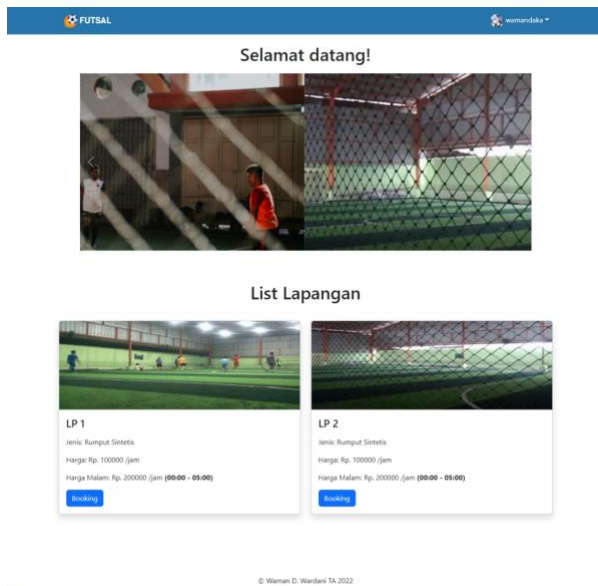 FUTSAL
wamandaka
Selamat datang!
List Lapangan
LP 1
Jenis: Rumput Sintetis
Harga: Rp. 100000 /jam
Harga Malam: Rp. 200000 /jam (00:00 - 05:00)
Booking
LP 2
Jenis: Rumput Sintetis
Harga: Rp. 100000 /jam
Harga Malam: Rp. 200000 /jam (00:00 - 05:00)
Booking
© Waman D. Wardani TA 2022